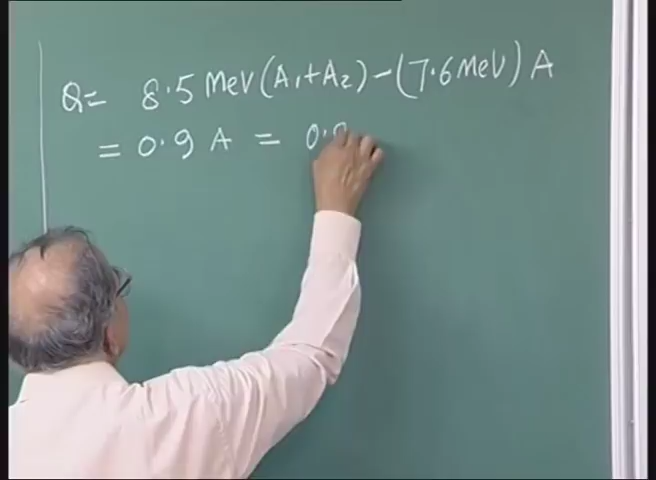 Q = 8.5 MeV (A₁+A₂) - (7.6 MeV) A
= 0.9 A = 0.